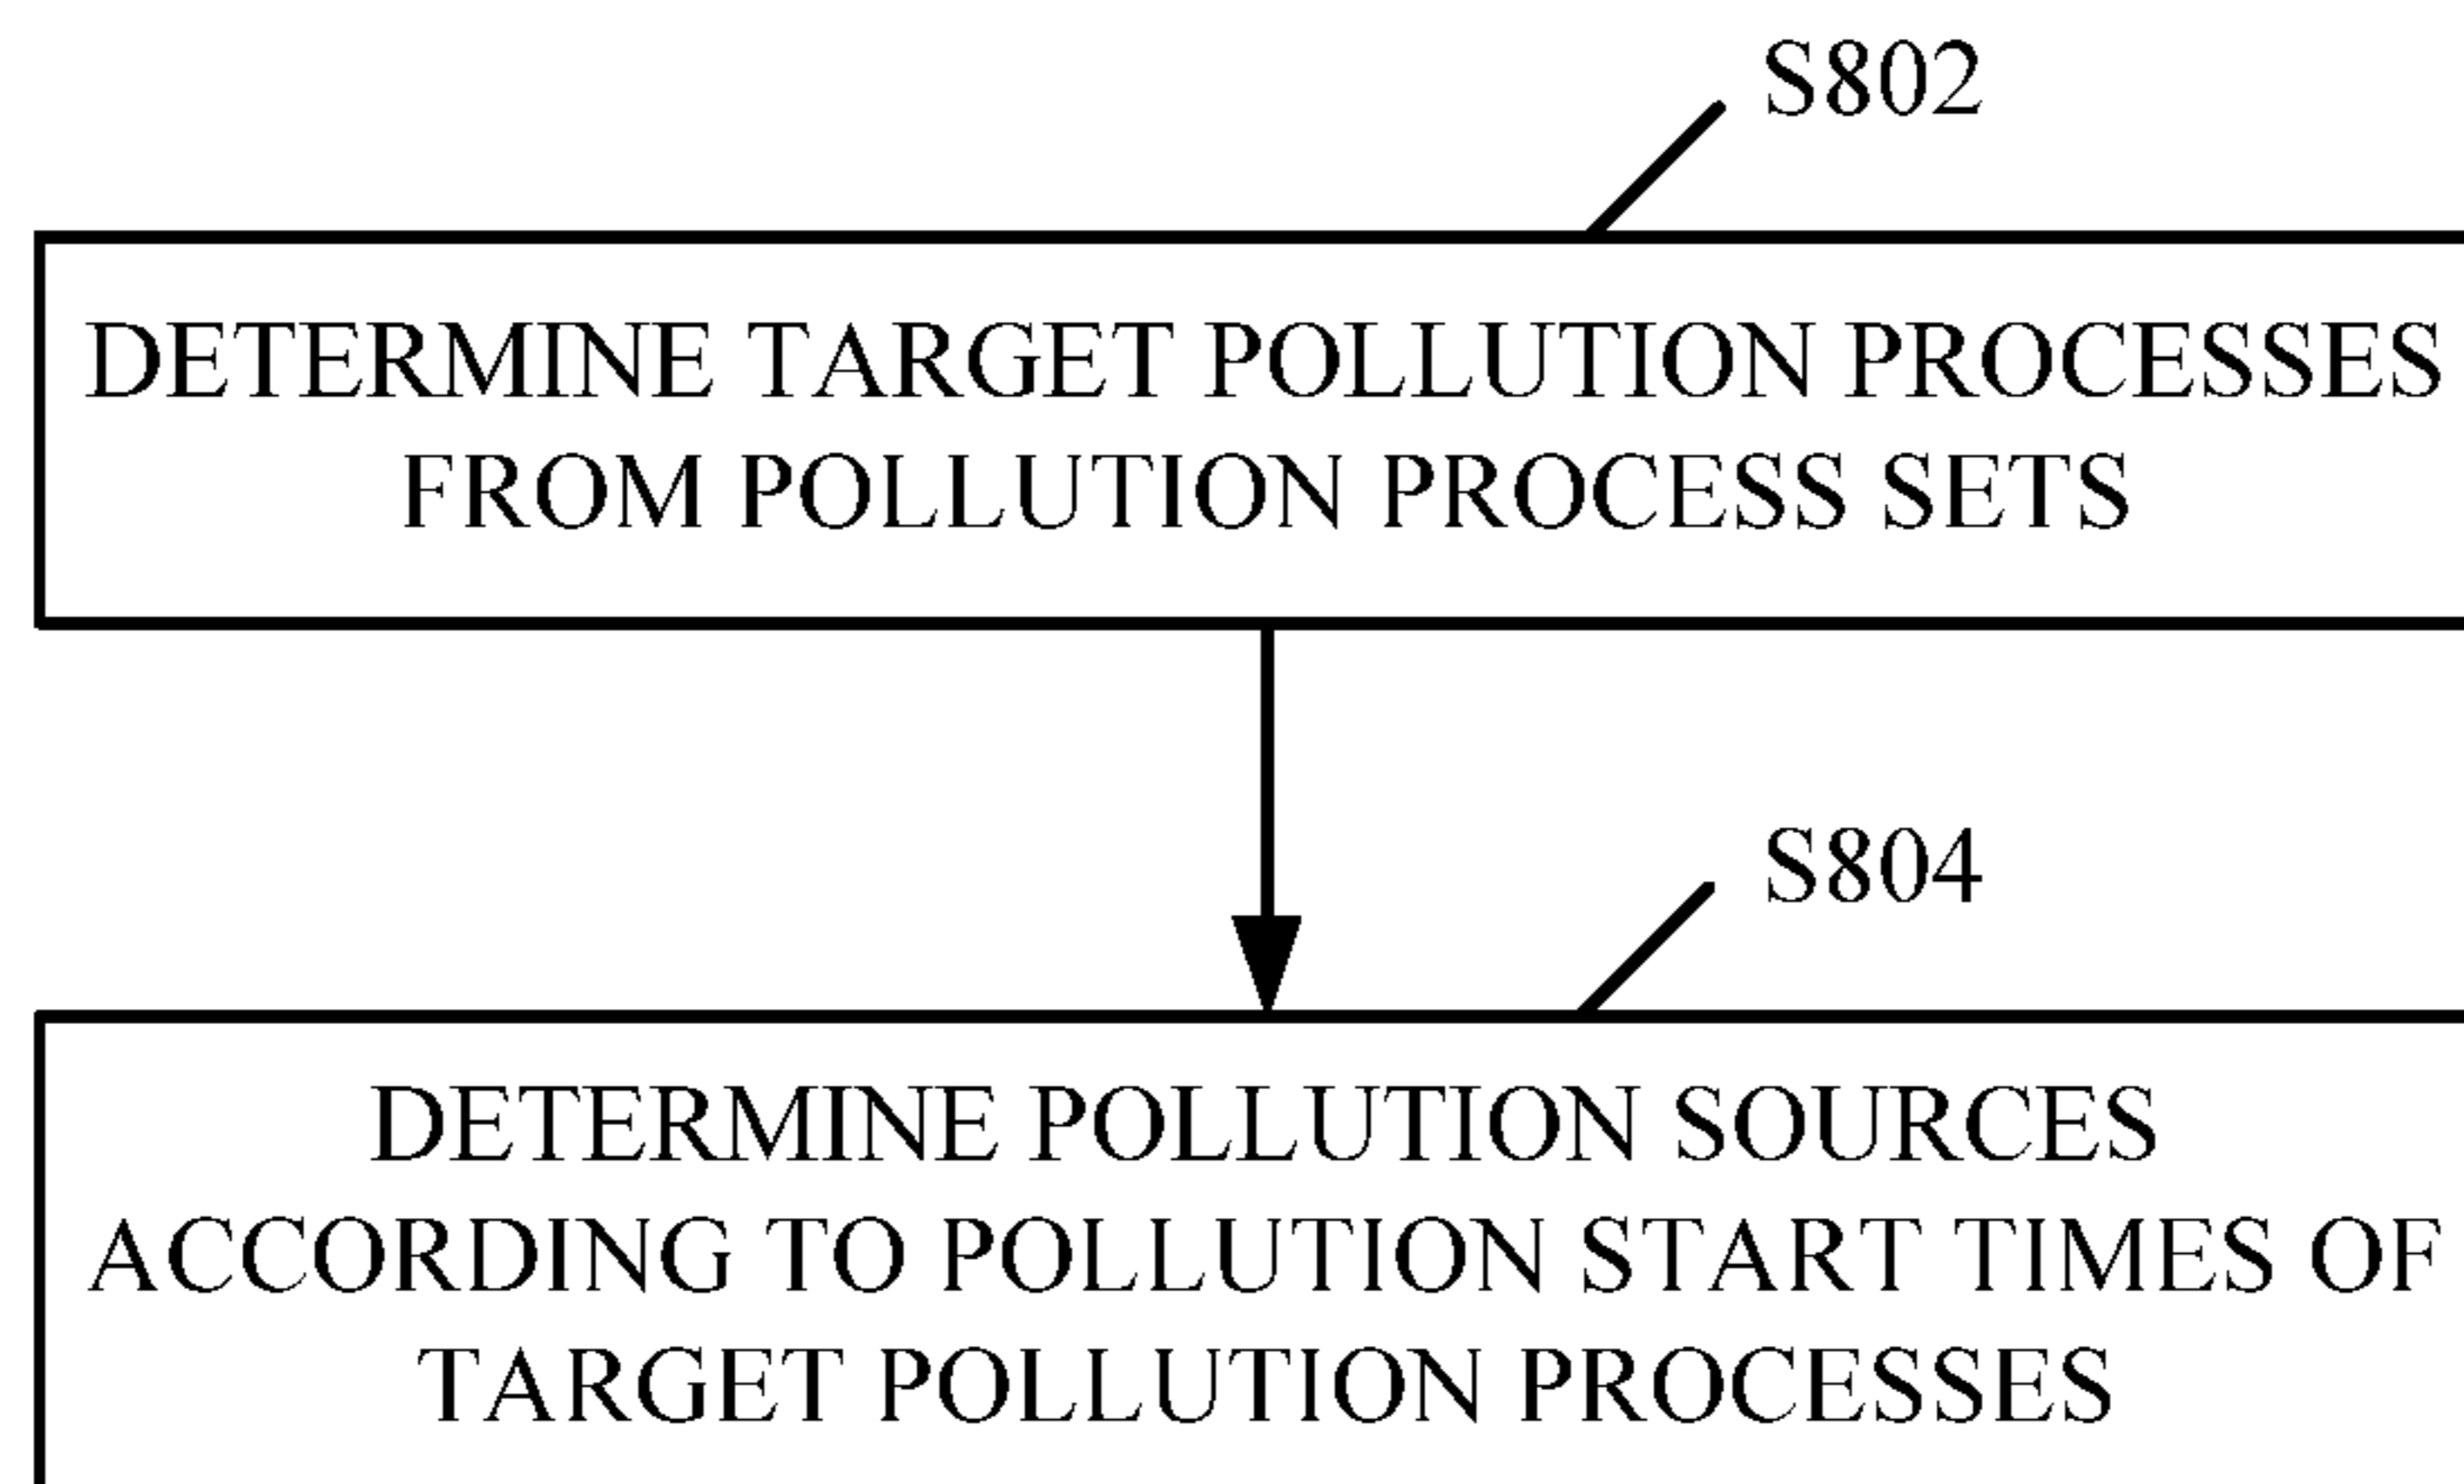 S802
DETERMINE TARGET POLLUTION PROCESSES
FROM POLLUTION PROCESS SETS
S804
DETERMINE POLLUTION SOURCES
ACCORDING TO POLLUTION START TIMES OF
TARGET POLLUTION PROCESSES